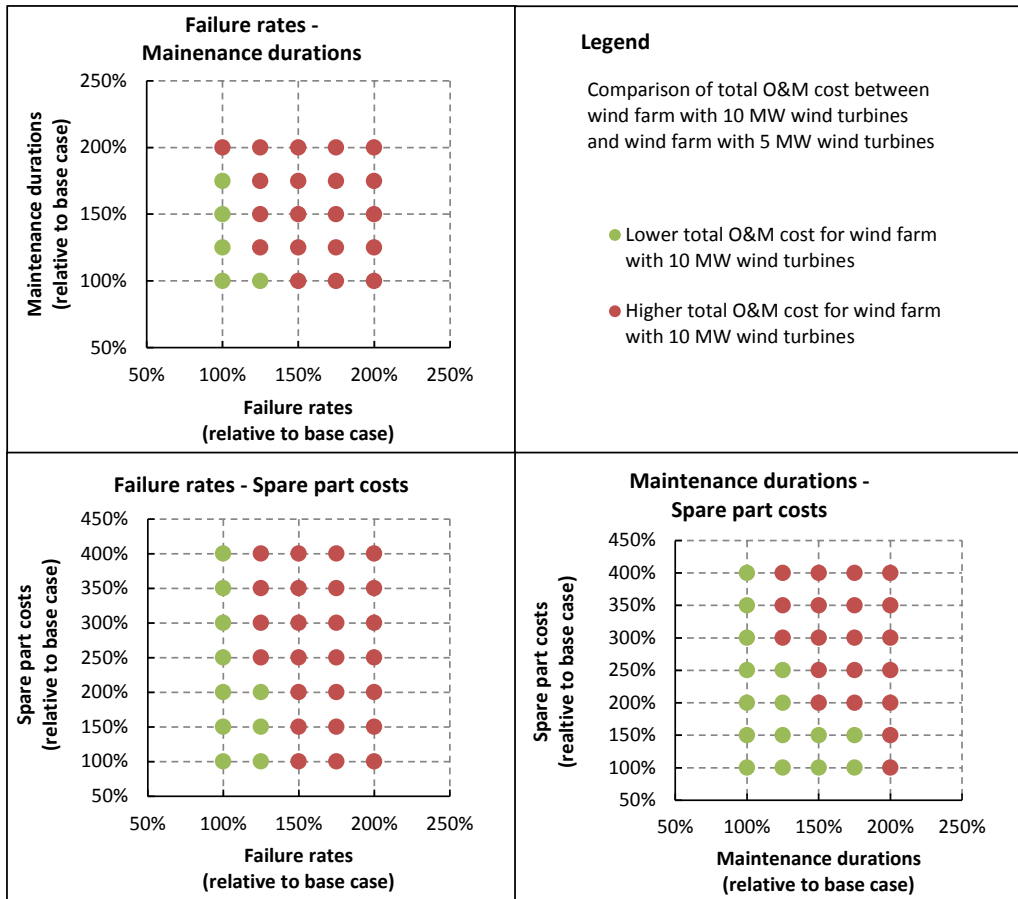 Failure rates -
Mainenance durations
250%
200%
150%
100%
50%
Maintenance durations
(relative to base case)
50% 100% 150% 200% 250%
Failure rates
(relative to base case)
Legend
Comparison of total O&M cost between
wind farm with 10 MW wind turbines
and wind farm with 5 MW wind turbines
Lower total O&M cost for wind farm
with 10 MW wind turbines
Higher total O&M cost for wind farm
with 10 MW wind turbines
Failure rates - Spare part costs
450%
400%
350%
300%
250%
200%
150%
100%
50%
Spare part costs
(relative to base case)
50% 100% 150% 200% 250%
Failure rates
(relative to base case)
Maintenance durations -
Spare part costs
450%
400%
350%
300%
250%
200%
150%
100%
50%
Spare part costs
(realtive to base case)
50% 100% 150% 200% 250%
Maintenance durations
(relative to base case)